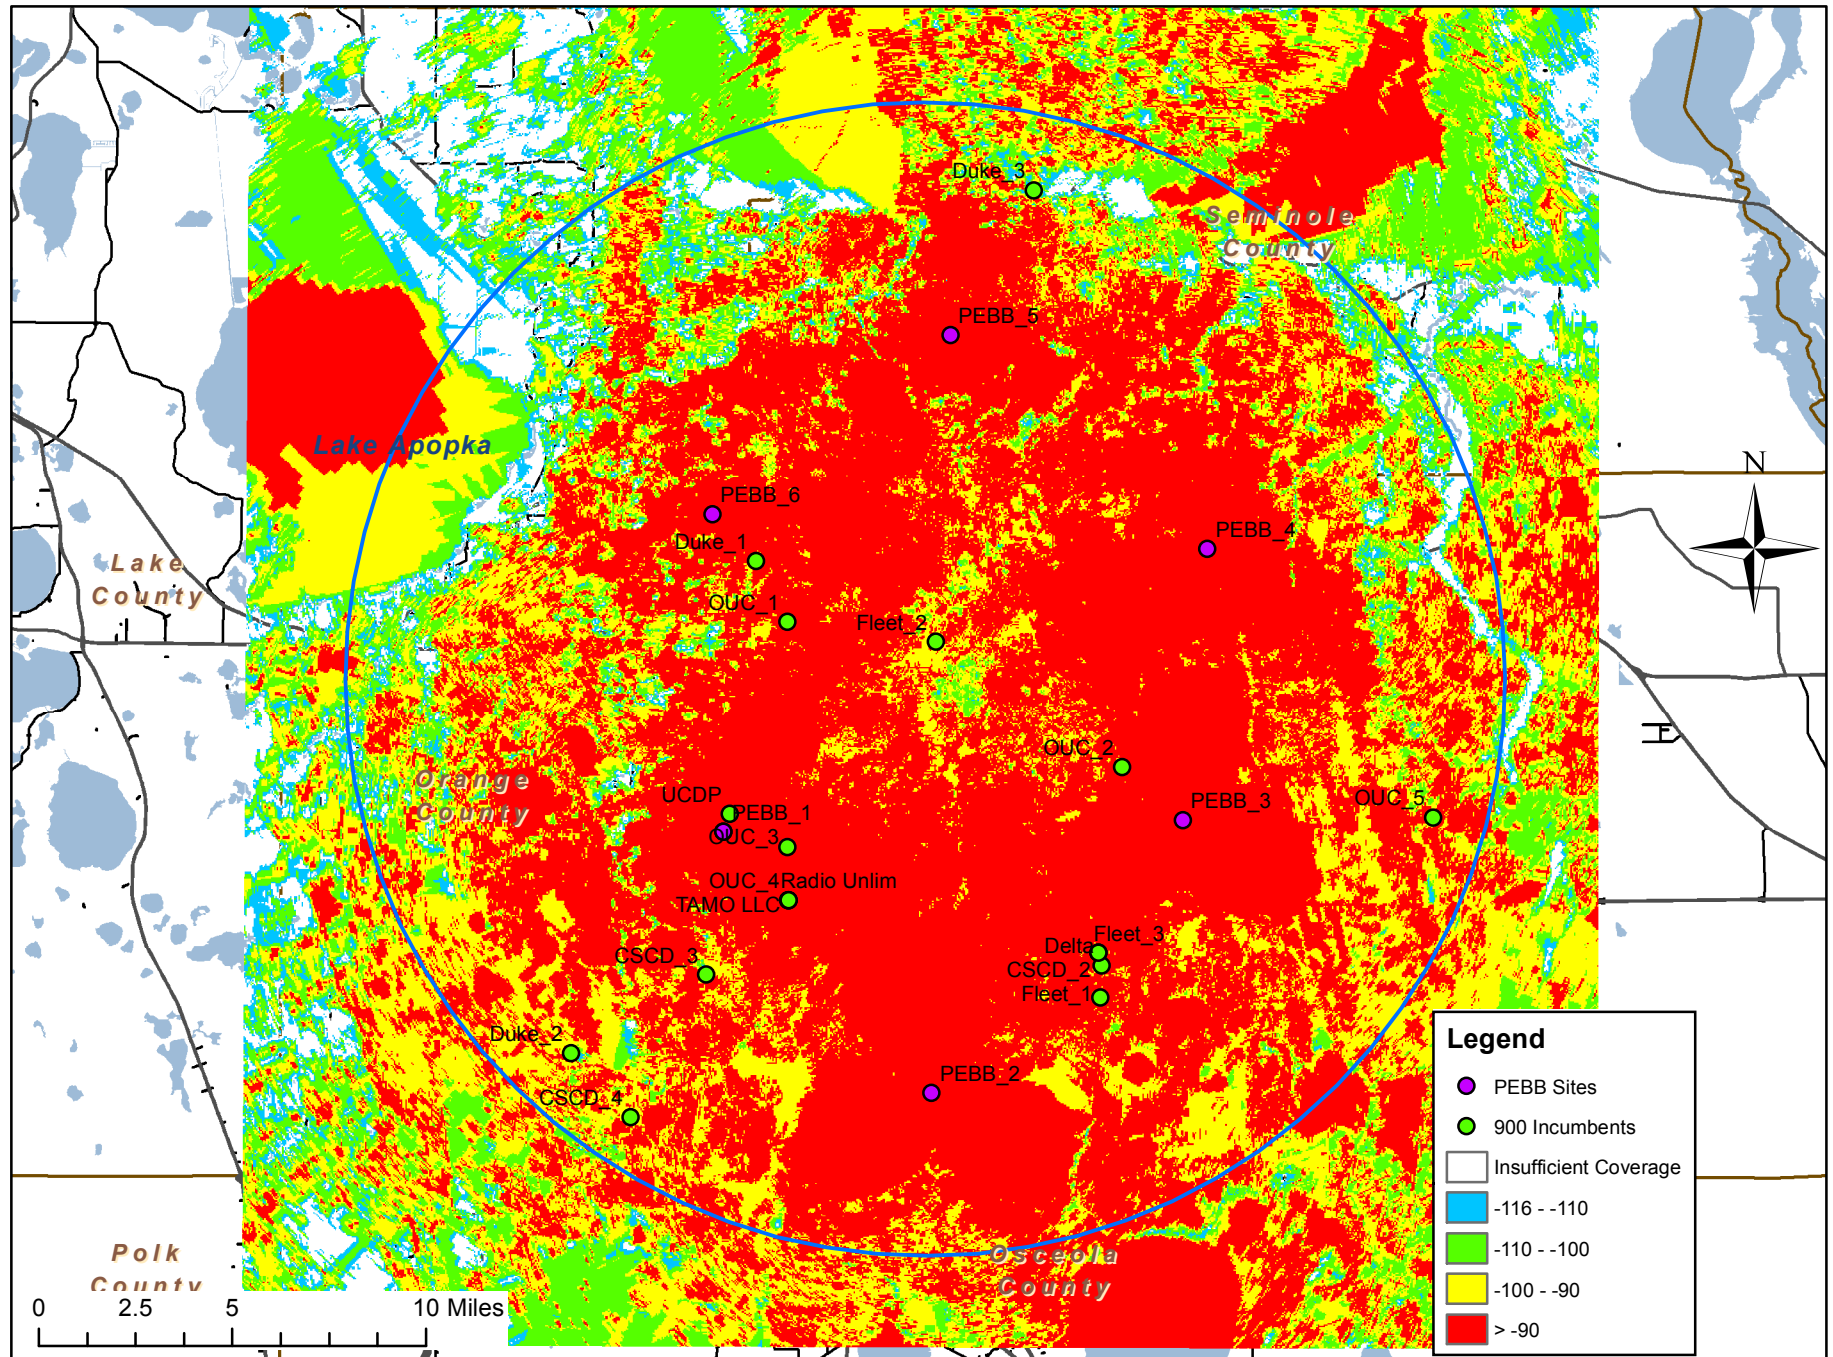 Duke_3
Seminole
County
PEBB_5
Lake Apopka
N
PEBB_6
PEBB_4
Duke_1
Lake
County
OUC_1
Fleet_2
OUC_2
Orange
County
UCDP
PEBB_1
PEBB_3
OUC_5
OUC_3
OUC_4Radio Unlim
TAMO LLC
Fleet_3
Delta
CSCD_3
CSCD_2
Fleet_1
Duke_2
PEBB_2
CSCD_4
Osceola
County
Polk
County
0 2.5 5 10 Miles
Legend
PEBB Sites
900 Incumbents
Insufficient Coverage
-116 - -110
-110 - -100
-100 - -90
> -90